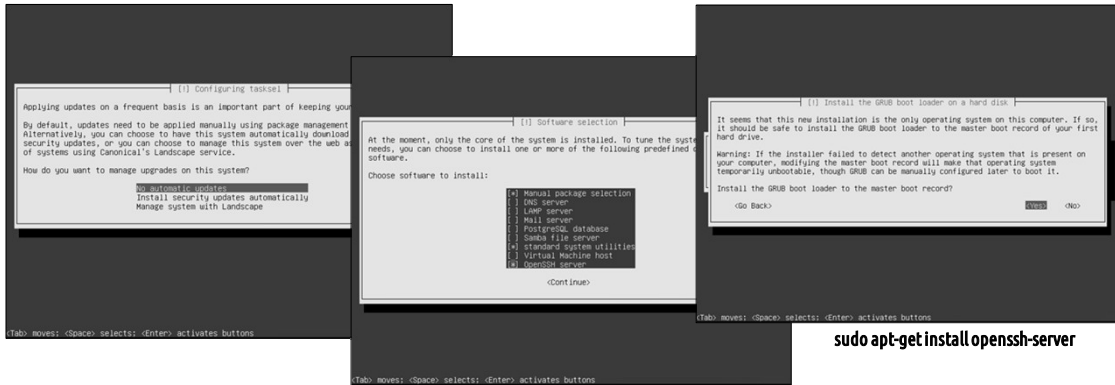 [!] Configuring tasksel
Applying updates on a frequent basis is an important part of keeping your
By default, updates need to be applied manually using package management
Alternatively, you can choose to have this system automatically download
security updates, or you can choose to manage this system over the web as
of systems using Canonical's Landscape service.
How do you want to manage upgrades on this system?
No automatic updates
Install security updates automatically
Manage system with Landscape
<Tab> moves; <Space> selects; <Enter> activates buttons
[!] Software selection
At the moment, only the core of the system is installed. To tune the syste
needs, you can choose to install one or more of the following predefined
software.
Choose software to install:
[*] Manual package selection
[ ] DNS server
[ ] LAMP server
[ ] Mail server
[ ] PostgreSQL database
[ ] Samba file server
[*] standard system utilities
[ ] Virtual Machine host
[*] OpenSSH server
<Continue>
<Tab> moves; <Space> selects; <Enter> activates buttons
[!] Install the GRUB boot loader on a hard disk
It seems that this new installation is the only operating system on this computer. If so,
it should be safe to install the GRUB boot loader to the master boot record of your first
hard drive.
Warning: If the installer failed to detect another operating system that is present on
your computer, modifying the master boot record will make that operating system
temporarily unbootable, though GRUB can be manually configured later to boot it.
Install the GRUB boot loader to the master boot record?
<Go Back> <Yes> <No>
<Tab> moves; <Space> selects; <Enter> activates buttons
sudo apt-get install openssh-server